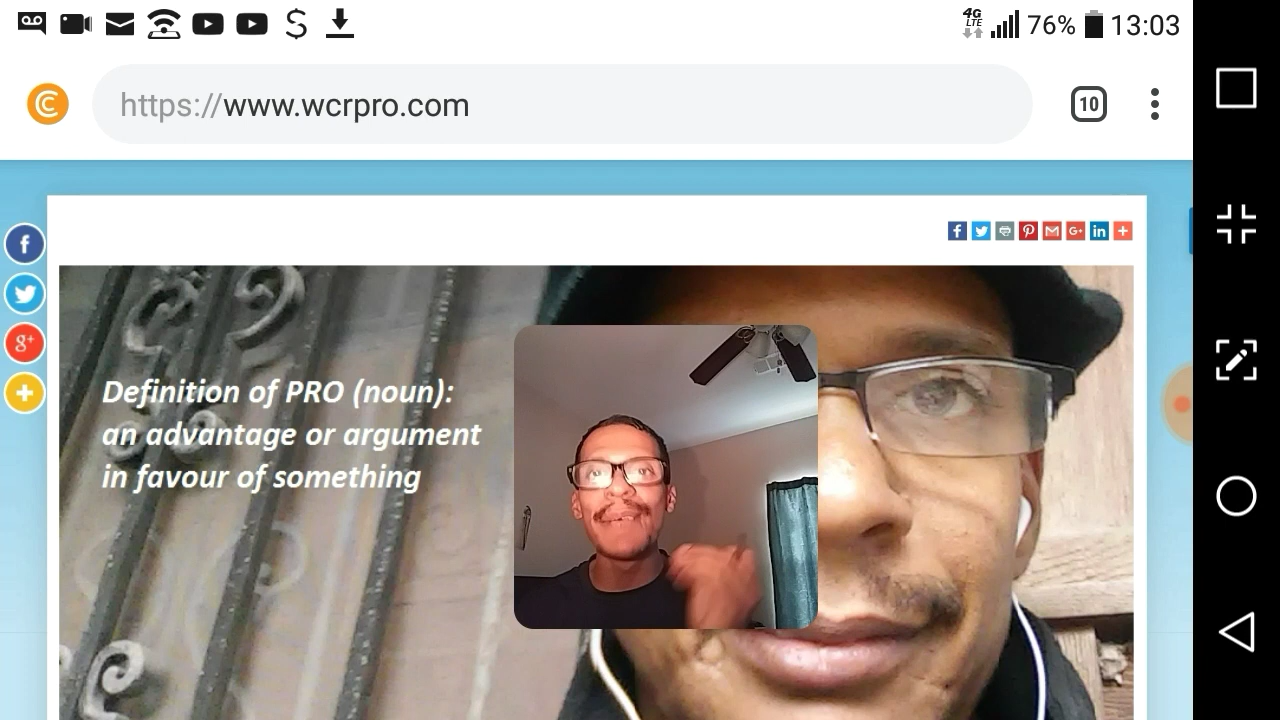 4G
LTE
76%
13:03
https://www.wcrpro.com
10
f
f
g+
G+
in
Definition of PRO (noun):
an advantage or argument
in favour of something